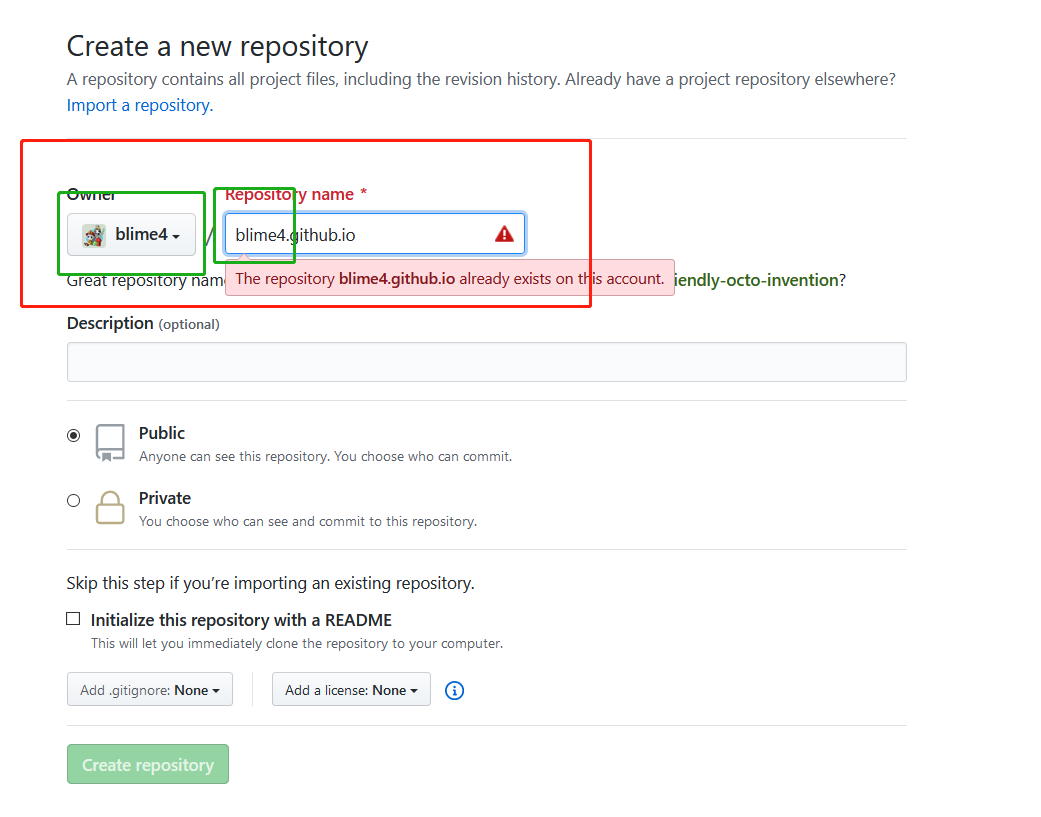 Create a new repository
A repository contains all project files, including the revision history. Already have a project repository elsewhere?
Import a repository.
Owner
Repository name *
blime4
/
blime4.github.io
Great repository name
The repository blime4.github.io already exists on this account.
iendly-octo-invention?
Description (optional)
Public
Anyone can see this repository. You choose who can commit.
Private
You choose who can see and commit to this repository.
Skip this step if you’re importing an existing repository.
Initialize this repository with a README
This will let you immediately clone the repository to your computer.
Add .gitignore: None
Add a license: None
Create repository